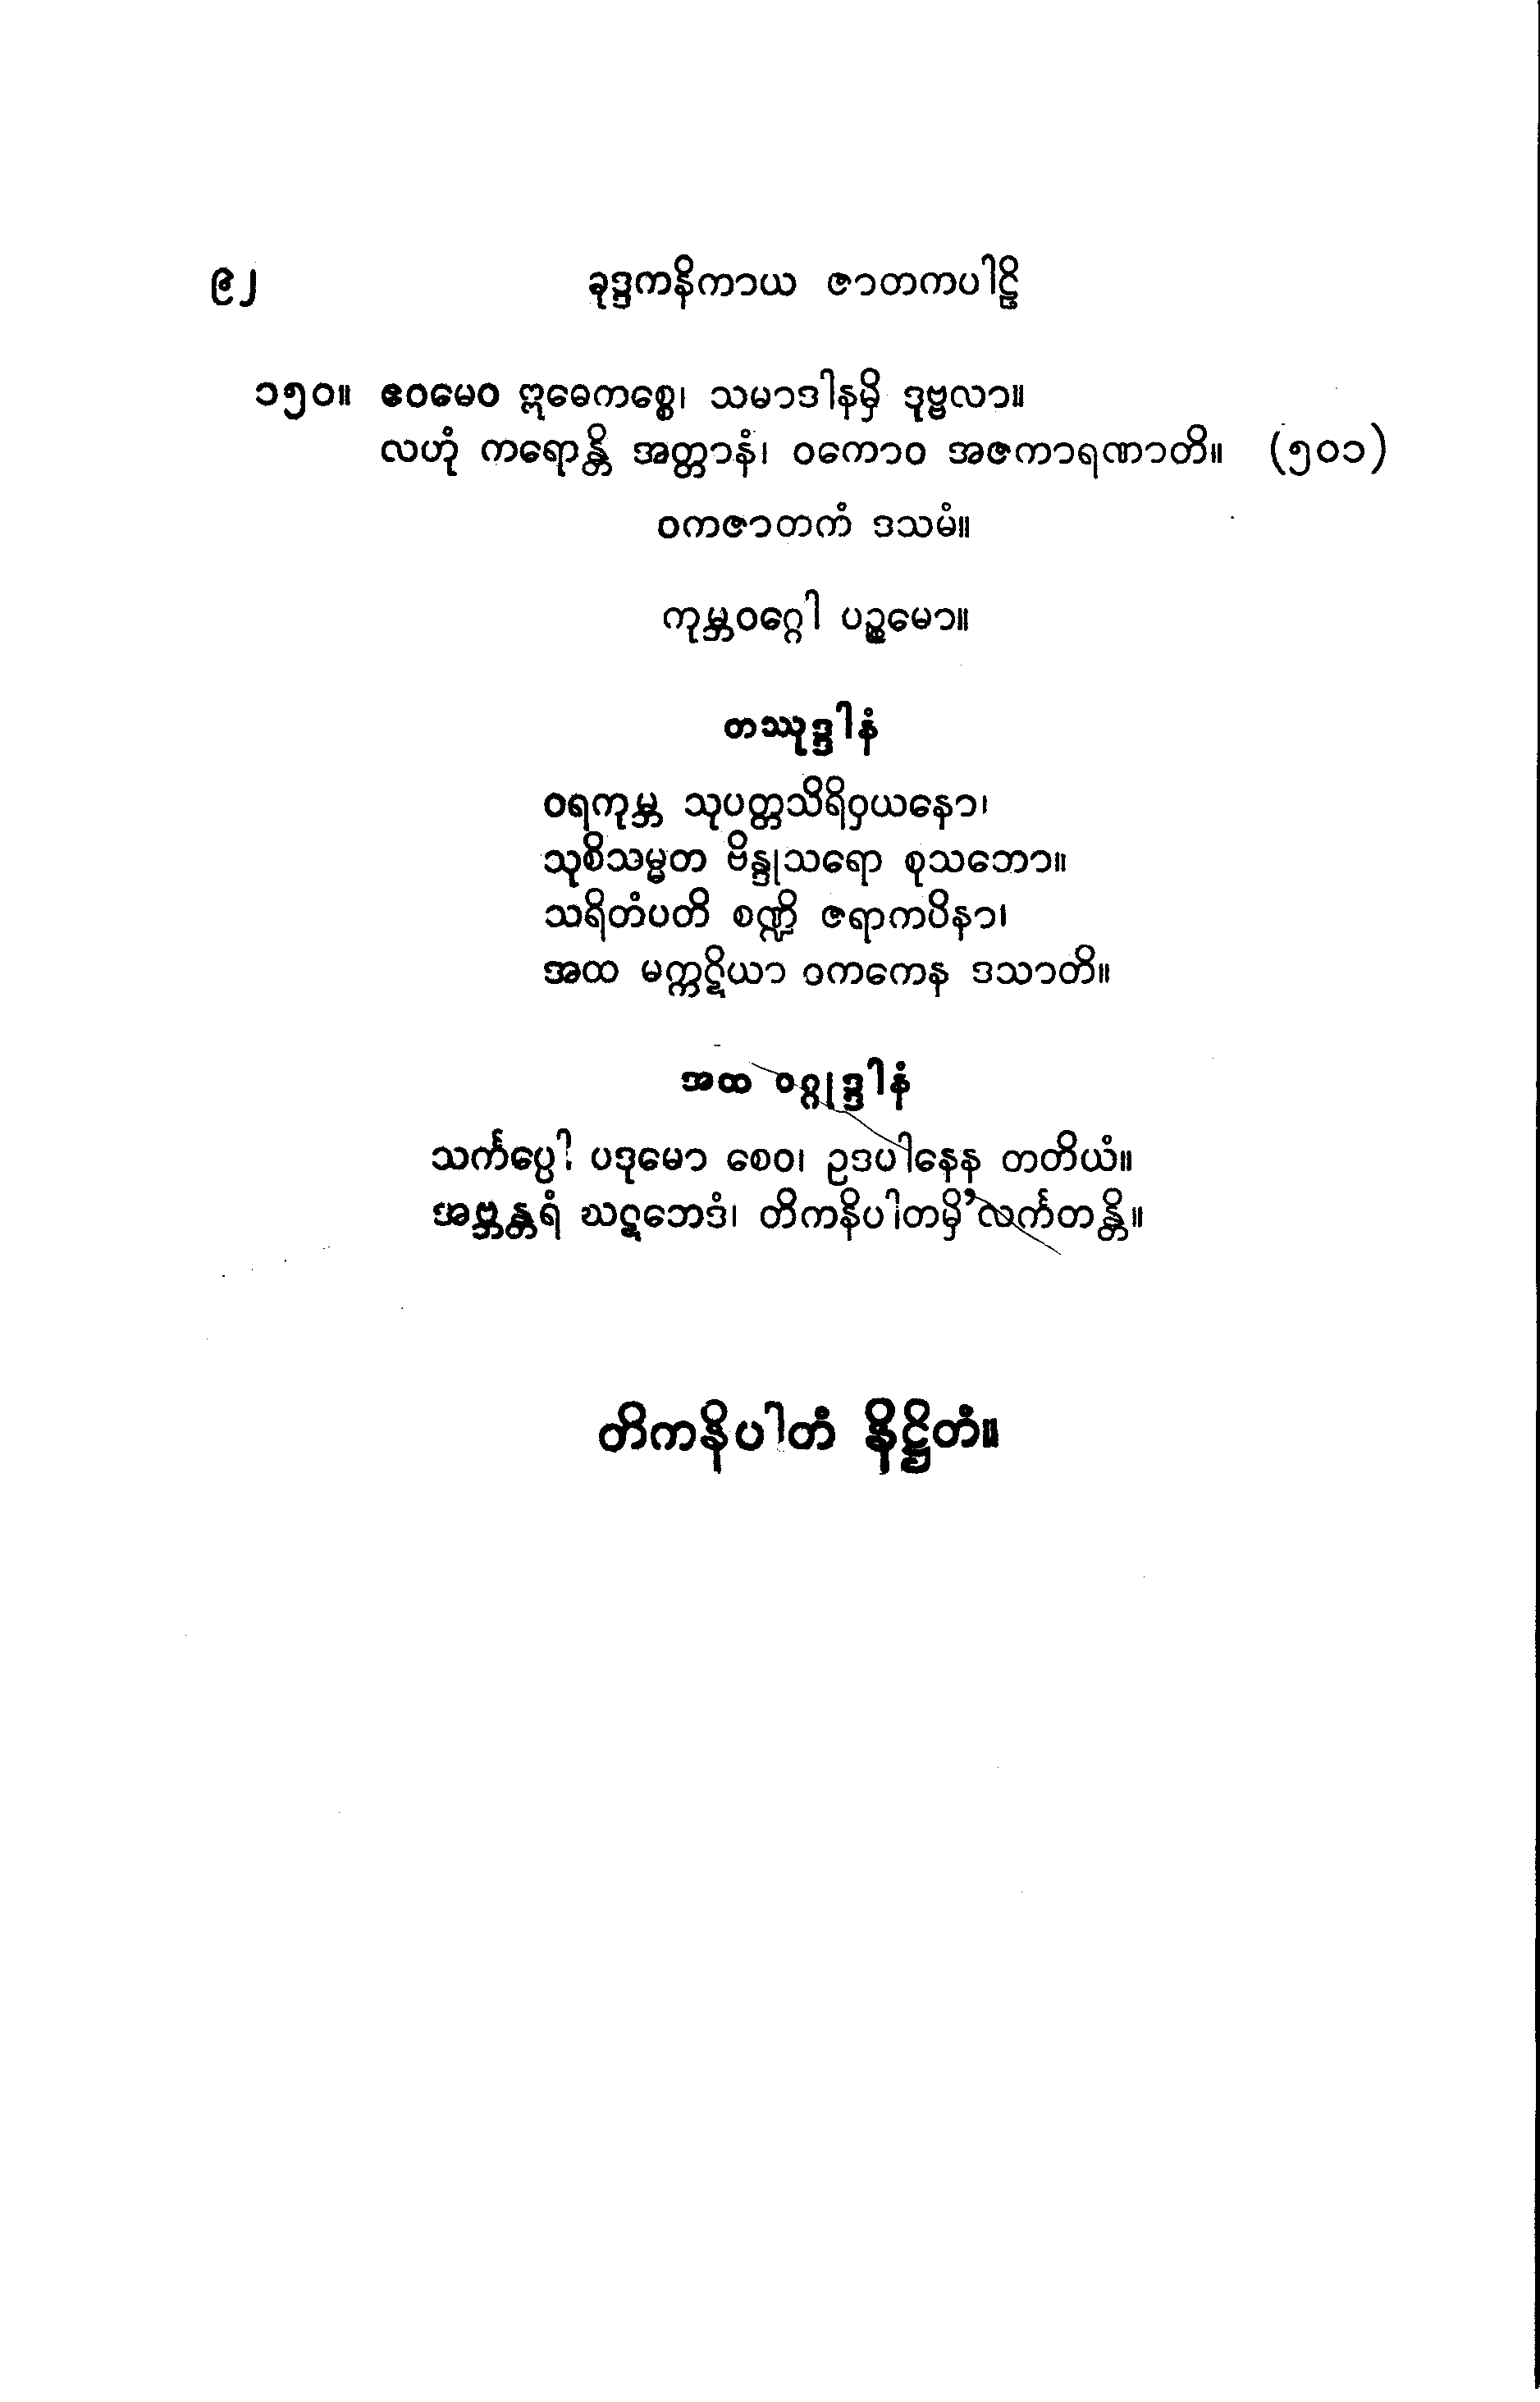 ၉၂ ခုဒ္ဒကနိကာယ ဇာတကပါဠိ
၁၅၀။ ဧဝမေဝ ဣဓေကစ္စေ၊ သမာဒါနမှိ ဒုဗ္ဗလာ။
လဟုံ ကရောန္တိ အတ္တာနံ၊ ဝကောဝ အဇကာရဏာတိ။ (၅၀၁)
ဝကဇာတကံ ဒသမံ။
ကုမ္ဘဝဂ္ဂေါ ပဉ္စမော။
တဿုဒ္ဒါနံ
ဝရကုမ္ဘ သုပတ္တသိရိဝှယနော၊
သုစိသမ္မတ ဗိန္ဒုသရော စုသဘော။
သရိတံပတိ စဏ္ဍိ ဇရာကပိနာ၊
အထ မက္ကဋိယာ ဝကကေန ဒသာတိ။
အထ ဝဂ္ဂုဒ္ဒါနံ
သင်္ကပ္ပေါ ပဒုမော စေဝ၊ ဥဒပါနေန တတိယံ။
အဗ္ဘန္တရံ ဃဋဘေဒံ၊ တိကနိပါတမှိ’လင်္ကတန္တိ။
တိကနိပါတံ နိဋ္ဌိတံ။